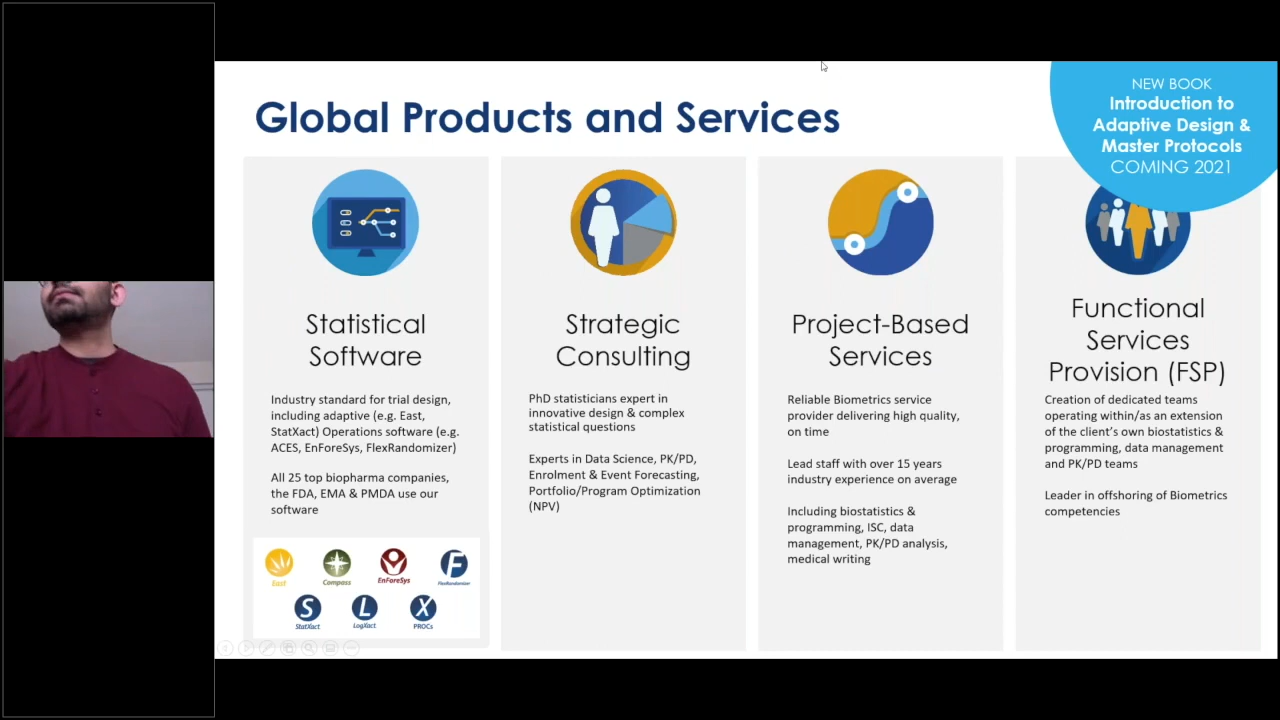 Global Products and Services
NEW BOOK
Introduction to
Adaptive Design &
Master Protocols
COMING 2021
Statistical
Software
Industry standard for trial design,
including adaptive (e.g. East,
StatXact) Operations software (e.g.
ACES, EnForeSys, FlexRandomizer)
All 25 top biopharma companies,
the FDA, EMA & PMDA use our
software
East
Compass
EnForeSys
FlexRandomizer
S
StatXact
L
LogXact
X
PROCs
Strategic
Consulting
PhD statisticians expert in
innovative design & complex
statistical questions
Experts in Data Science, PK/PD,
Enrolment & Event Forecasting,
Portfolio/Program Optimization
(NPV)
Project-Based
Services
Reliable Biometrics service
provider delivering high quality,
on time
Lead staff with over 15 years
industry experience on average
Including biostatistics &
programming, ISC, data
management, PK/PD analysis,
medical writing
Functional
Services
Provision (FSP)
Creation of dedicated teams
operating within/as an extension
of the client's own biostatistics &
programming, data management
and PK/PD teams
Leader in offshoring of Biometrics
competencies